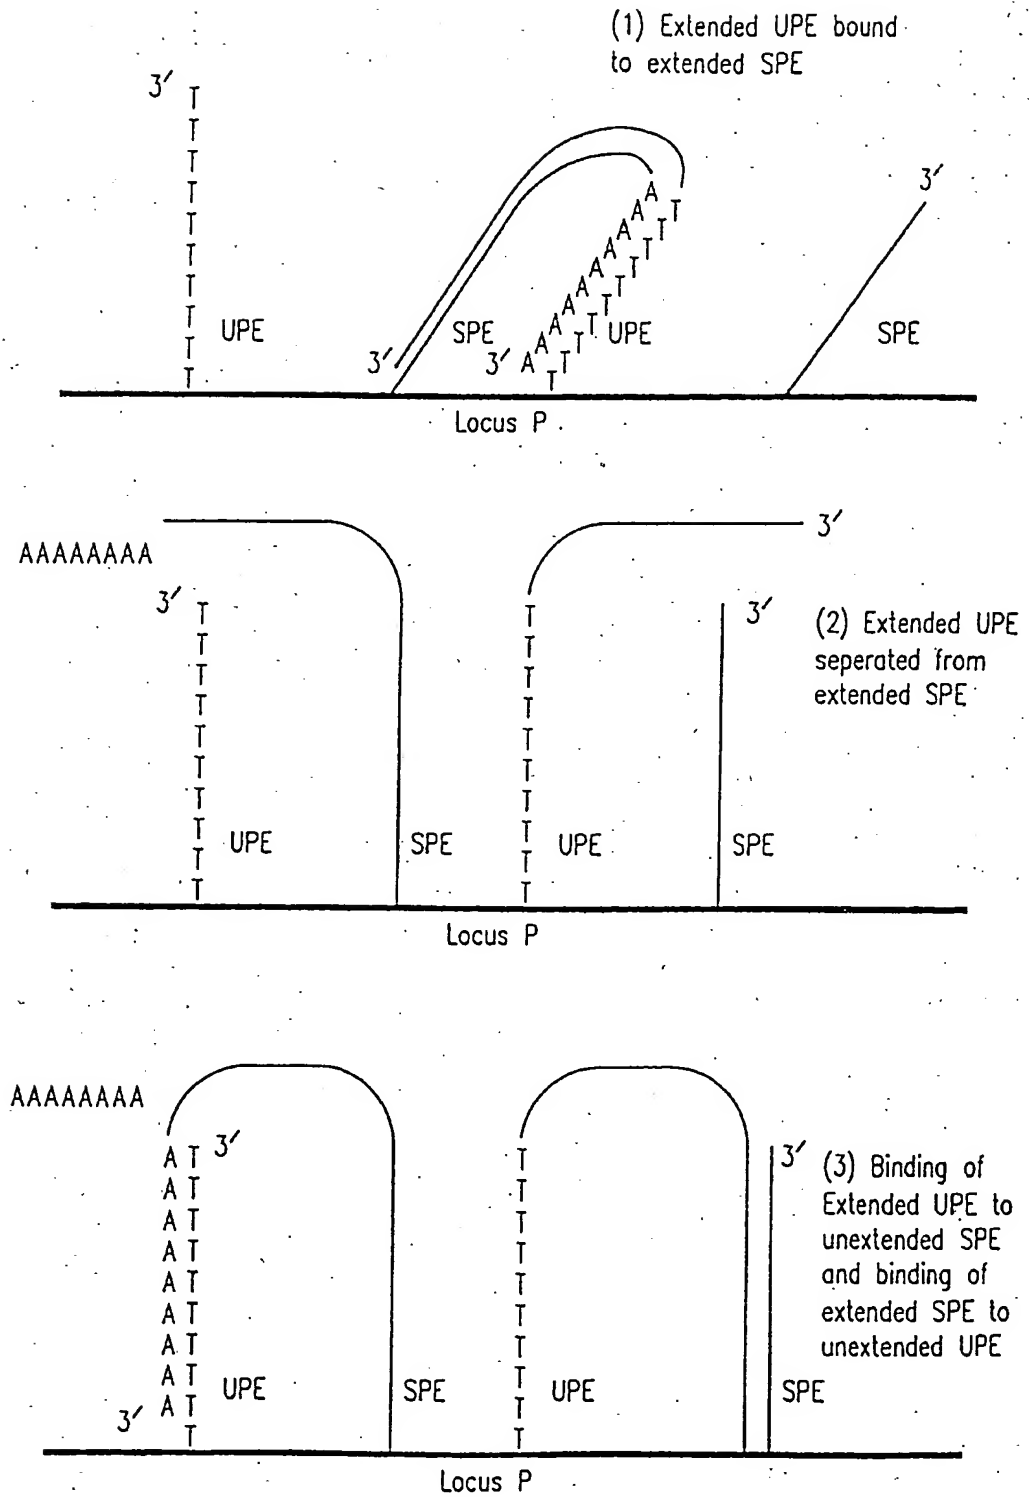 (1) Extended UPE bound
to extended SPE
3′
T
T
T
T
T
T
T
T
T
T
UPE
3′
SPE
3′
A A A A A A A A A
T T T T T T T T T T
UPE
3′
SPE
Locus P
AAAAAAAA
3′
T
T
T
T
T
T
T
T
T
T
UPE
SPE
3′
T
T
T
T
T
T
T
T
T
T
UPE
3′
SPE
(2) Extended UPE
seperated from
extended SPE
Locus P
AAAAAAAA
3′
A T
A T
A T
A T
A T
A T
A T
A T
A T
T
3′
UPE
SPE
T
T
T
T
T
T
T
T
T
T
UPE
3′
SPE
(3) Binding of
Extended UPE to
unextended SPE
and binding of
extended SPE to
unextended UPE
Locus P